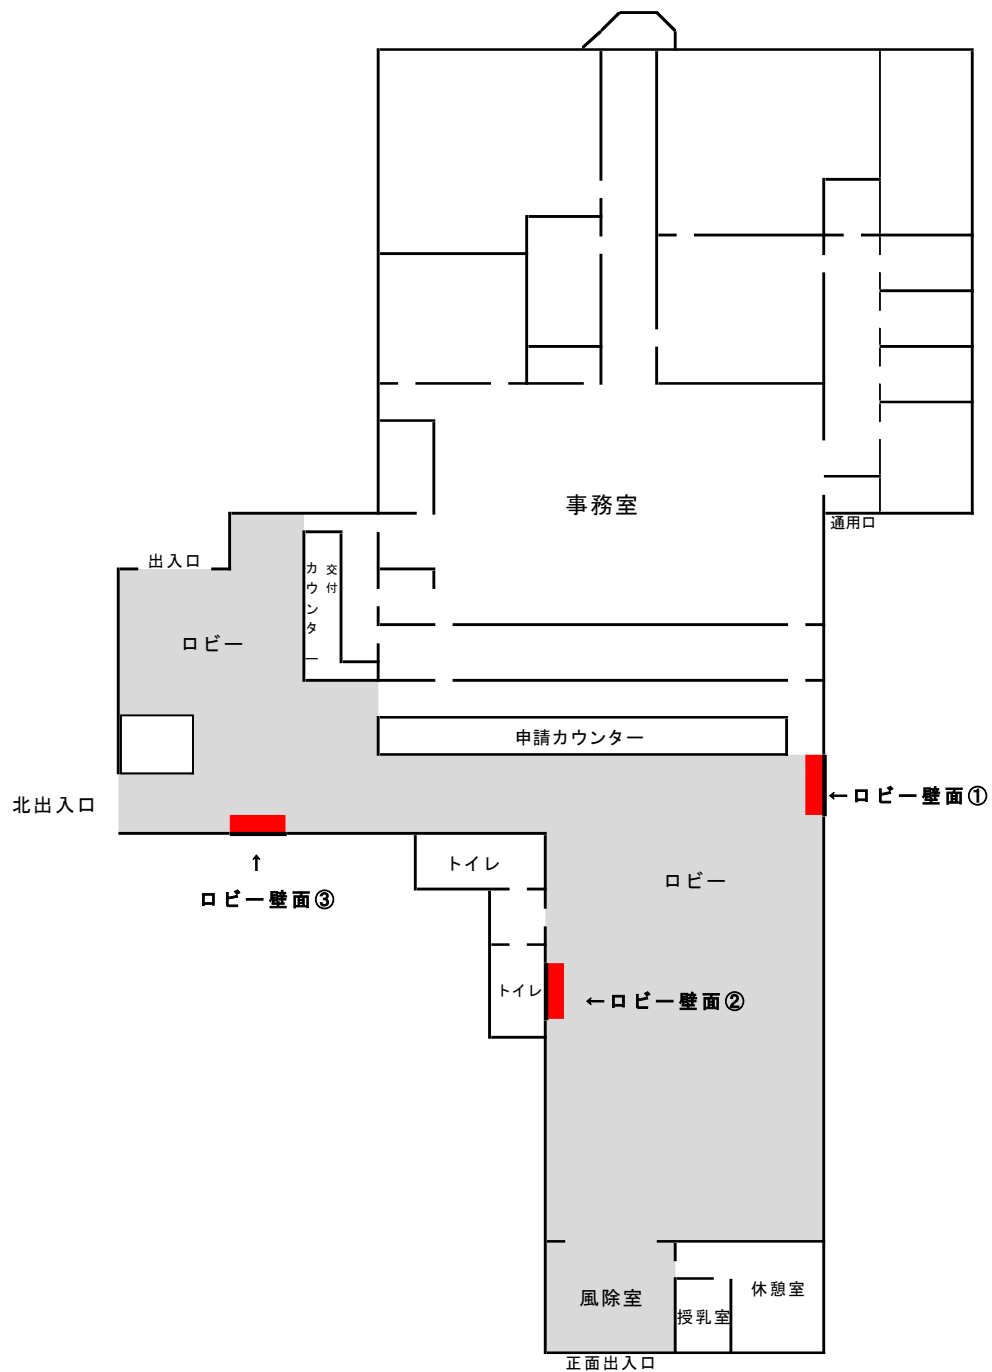 事務室
通用口
出入口
交付
カウンター
ロビー
申請カウンター
北出入口
←ロビー壁面①
トイレ
ロビー
↑
ロビー壁面③
トイレ
←ロビー壁面②
風除室
授乳室
休憩室
正面出入口